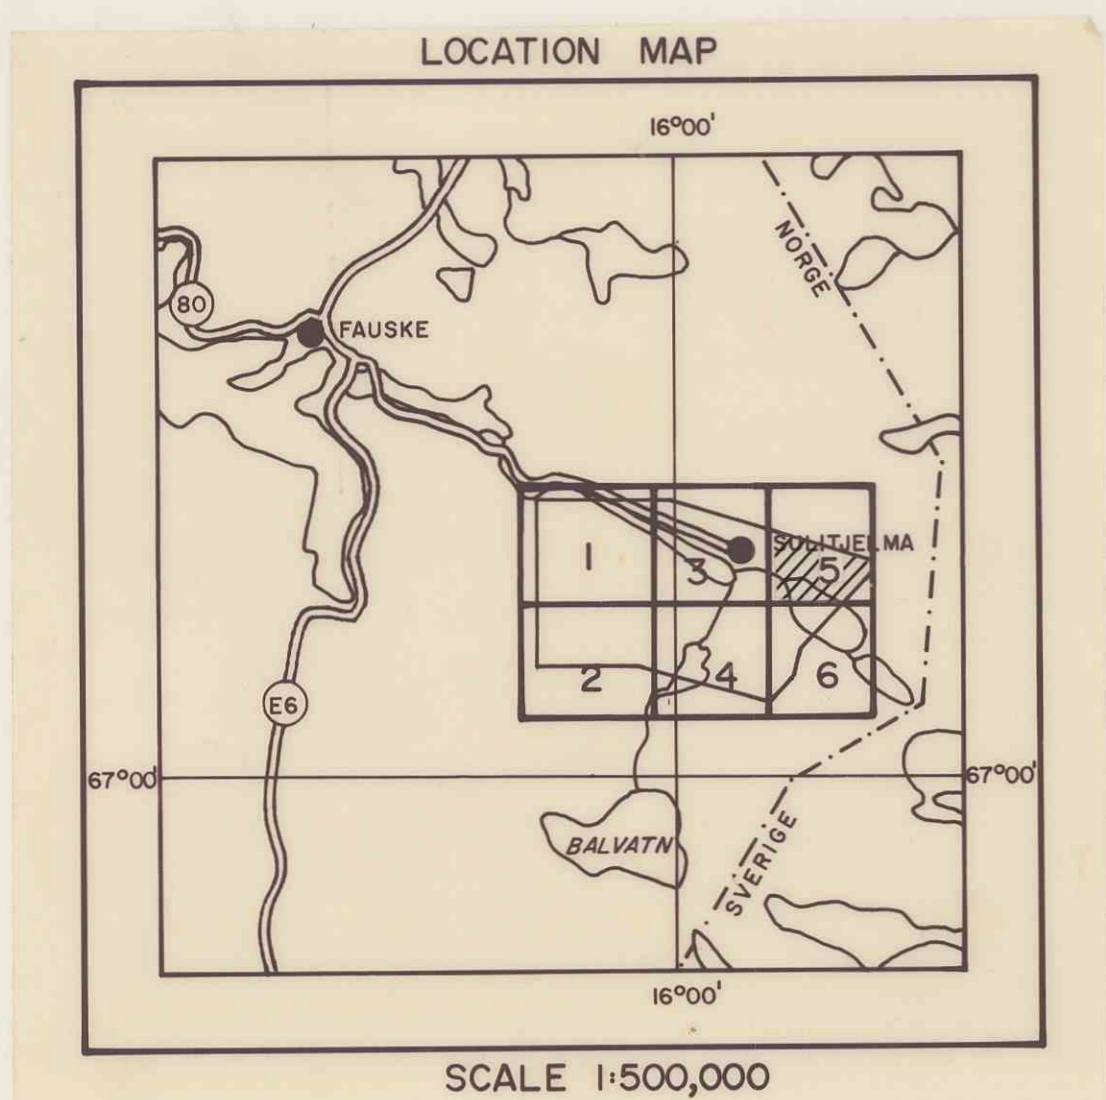 LOCATION MAP
16°00'
NORGE
80
FAUSKE
SULITJELMA
1
3
5
2
4
6
E6
67°00'
67°00'
BALVATN
SVERIGE
16°00'
SCALE 1:500,000